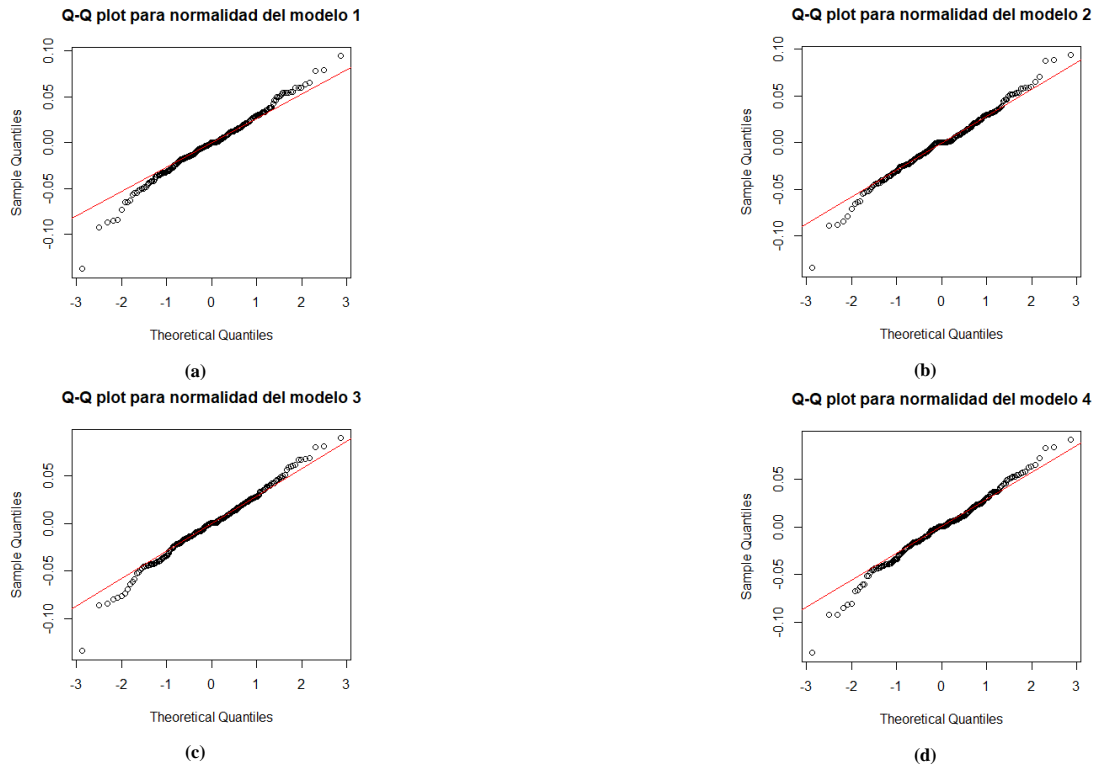 Q-Q plot para normalidad del modelo 1
Sample Quantiles
0.10
0.05
0.00
-0.05
-0.10
-3 -2 -1 0 1 2 3
Theoretical Quantiles
(a)
Q-Q plot para normalidad del modelo 2
Sample Quantiles
0.10
0.05
0.00
-0.05
-0.10
-3 -2 -1 0 1 2 3
Theoretical Quantiles
(b)
Q-Q plot para normalidad del modelo 3
Sample Quantiles
0.05
0.00
-0.05
-0.10
-3 -2 -1 0 1 2 3
Theoretical Quantiles
(c)
Q-Q plot para normalidad del modelo 4
Sample Quantiles
0.05
0.00
-0.05
-0.10
-3 -2 -1 0 1 2 3
Theoretical Quantiles
(d)